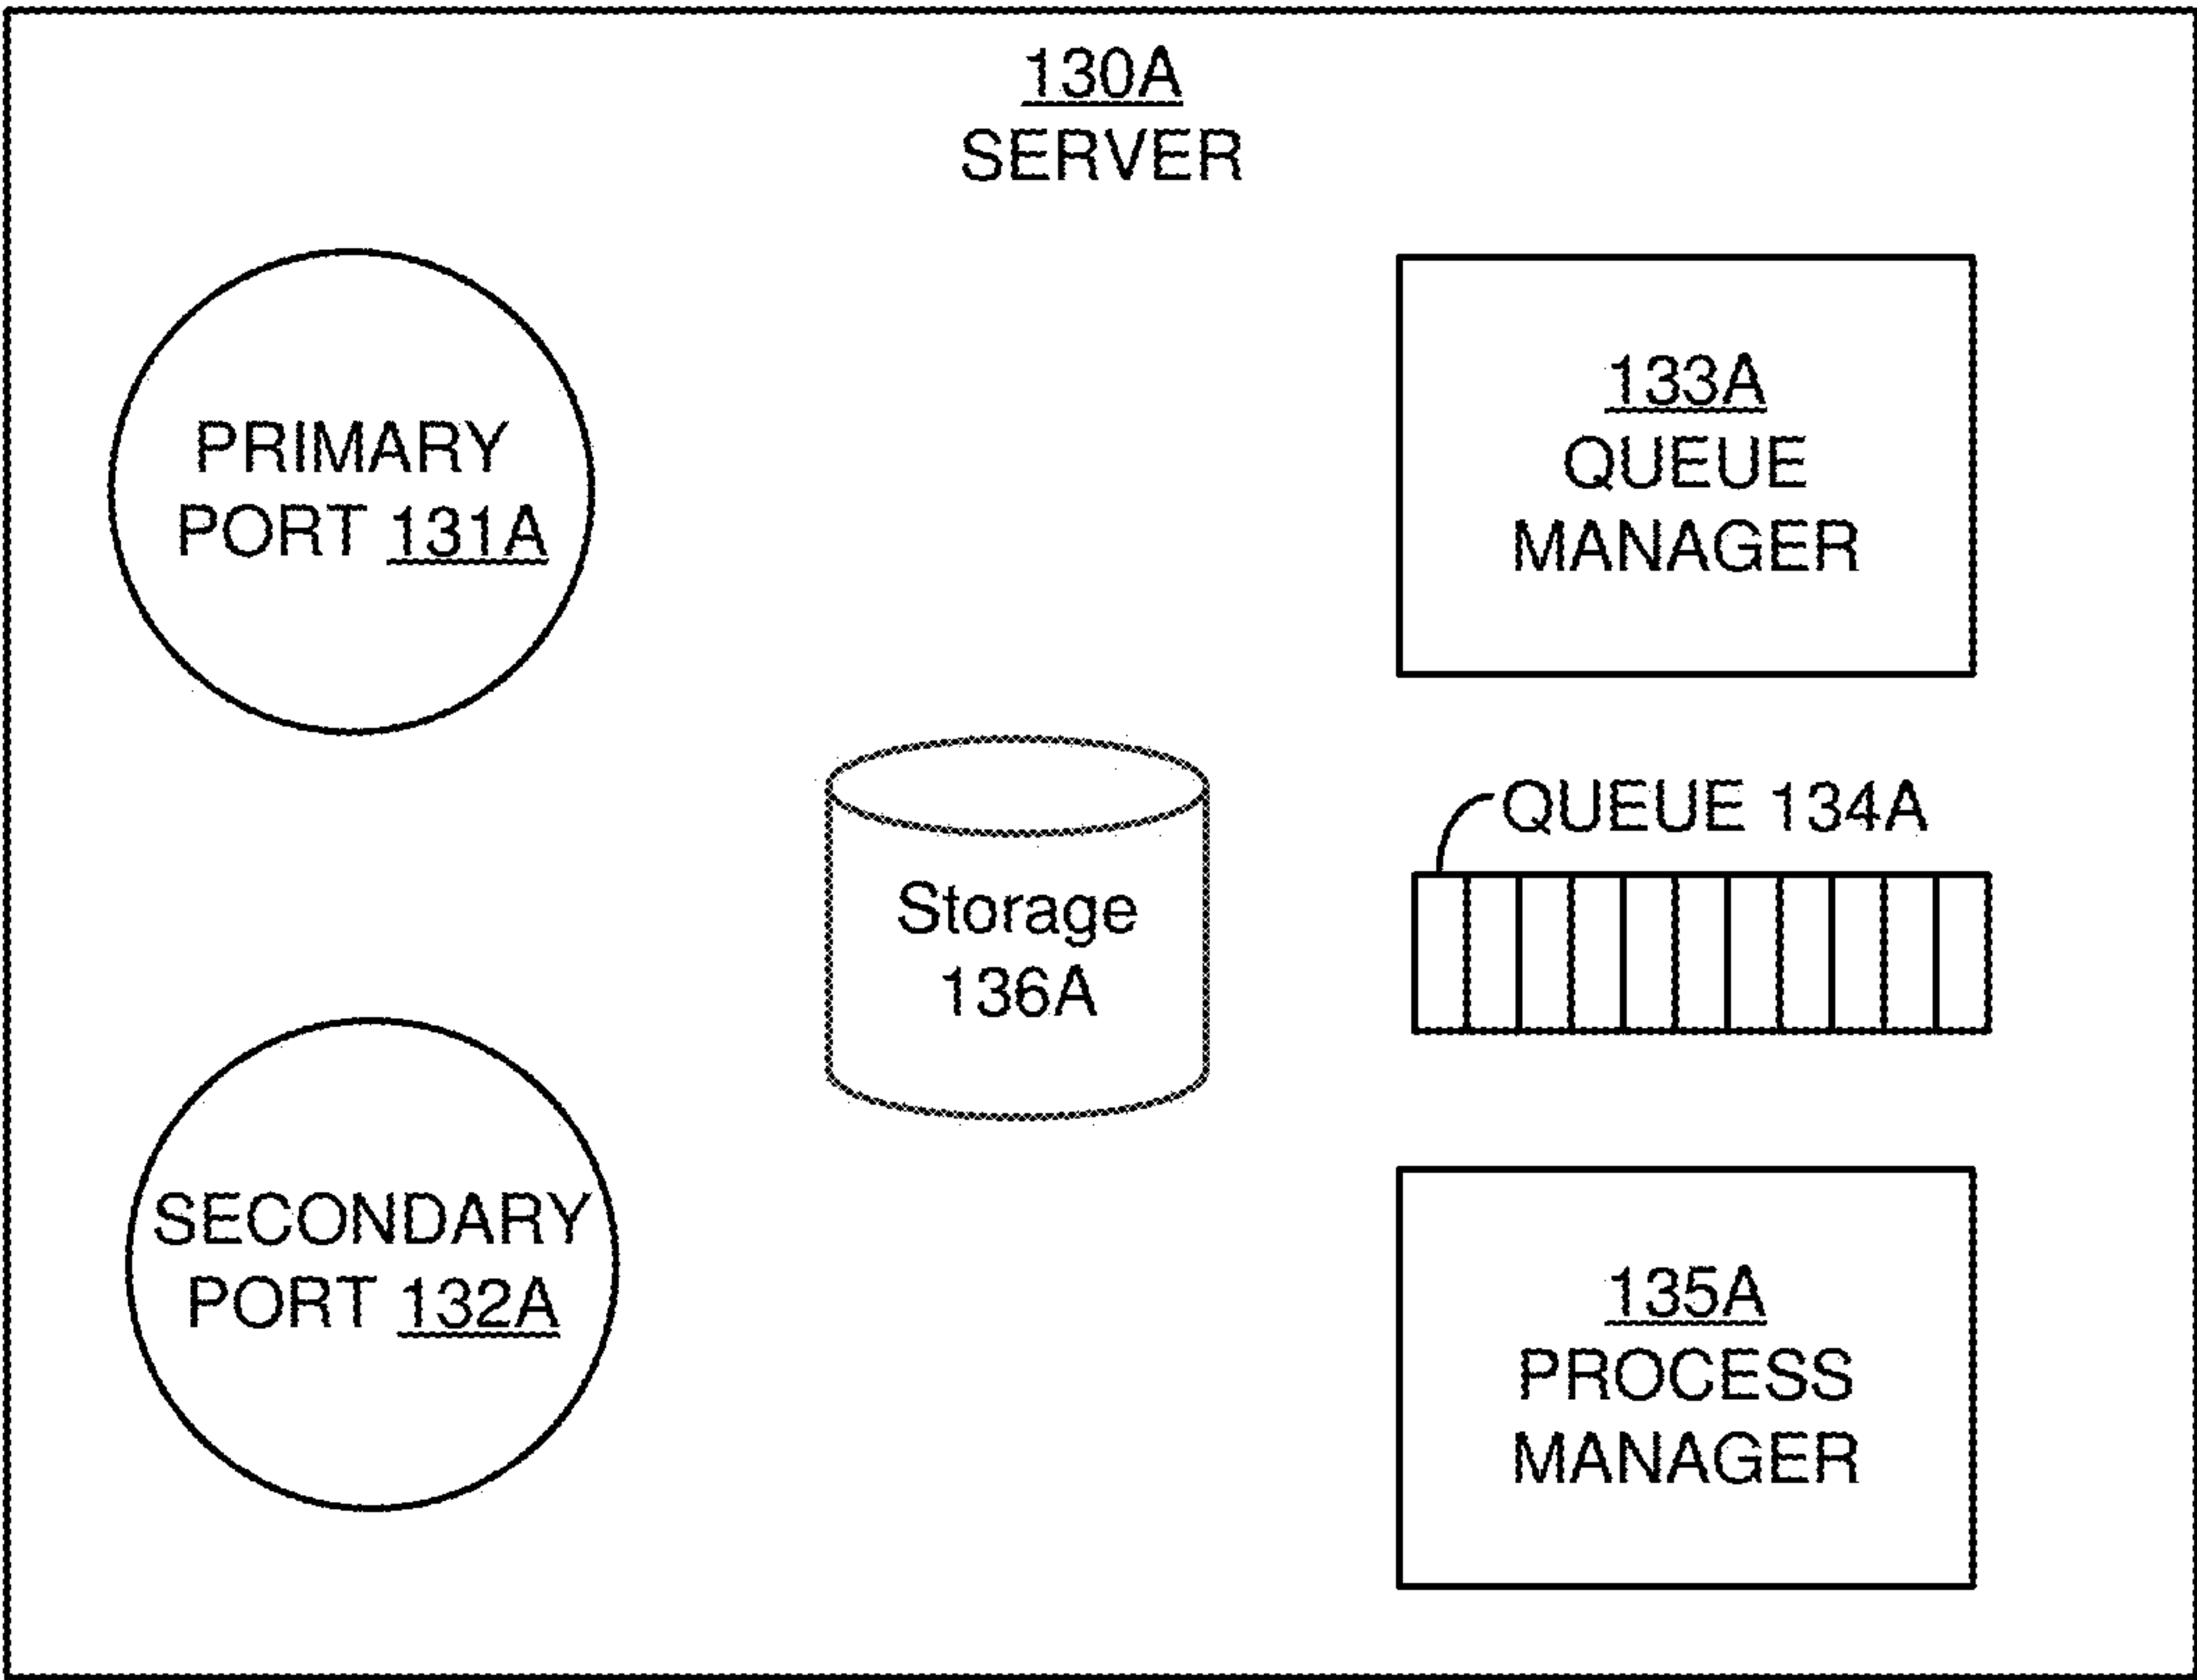 130A
SERVER
PRIMARY
PORT 131A
133A
QUEUE
MANAGER
QUEUE 134A
Storage
136A
SECONDARY
PORT 132A
135A
PROCESS
MANAGER